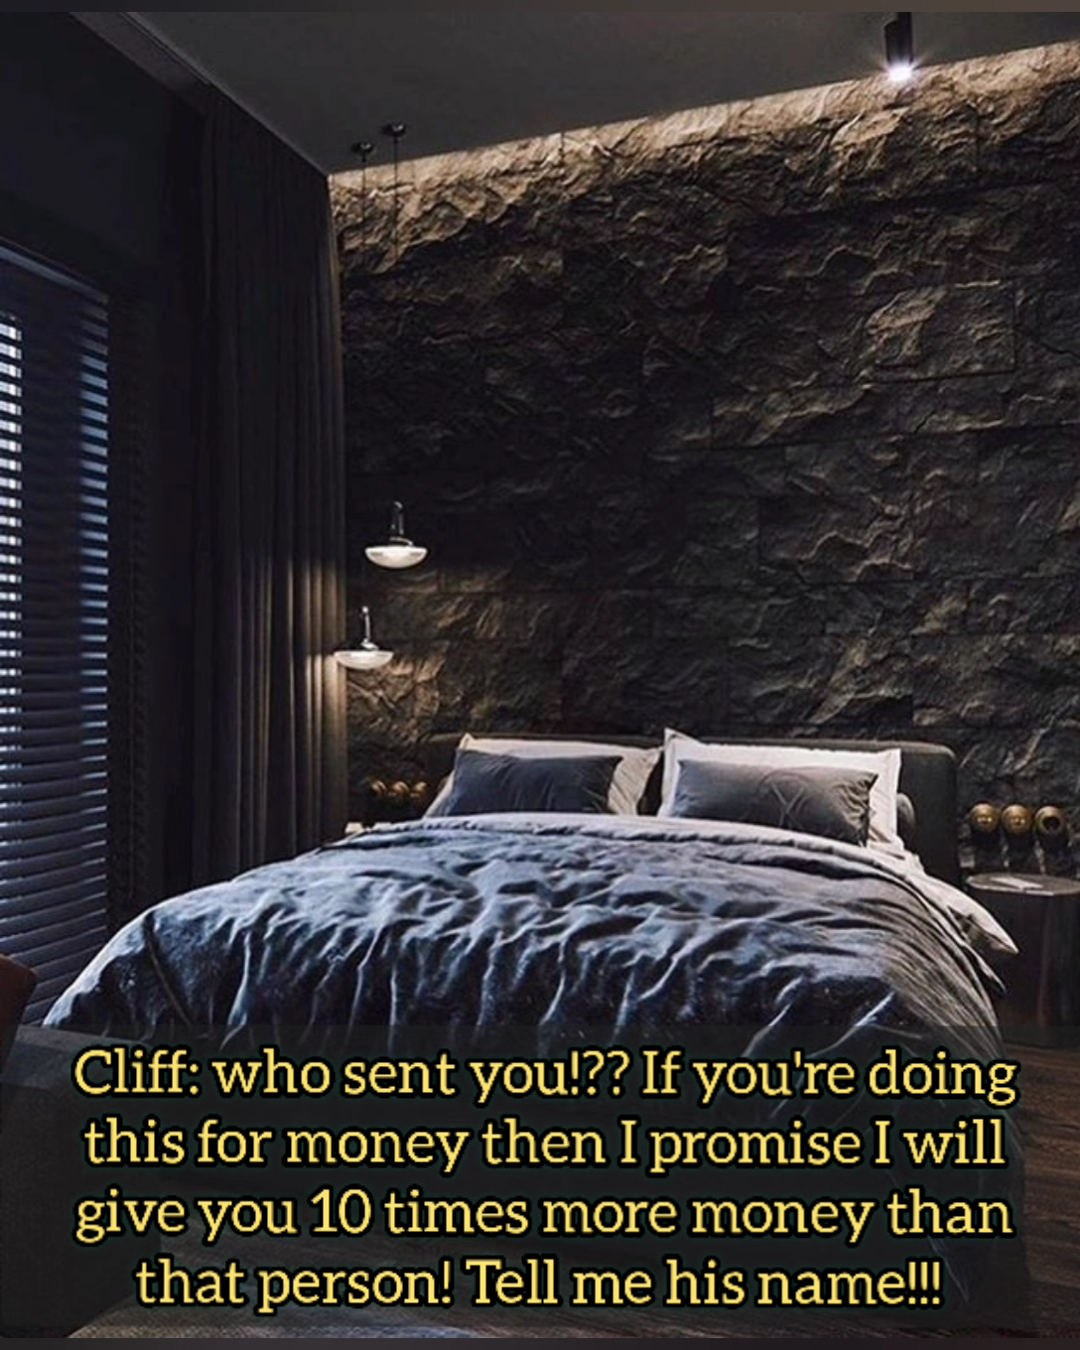 Cliff: who sent you!?? If you're doing
this for money then I promise I will
give you 10 times more money than
that person! Tell me his name!!!